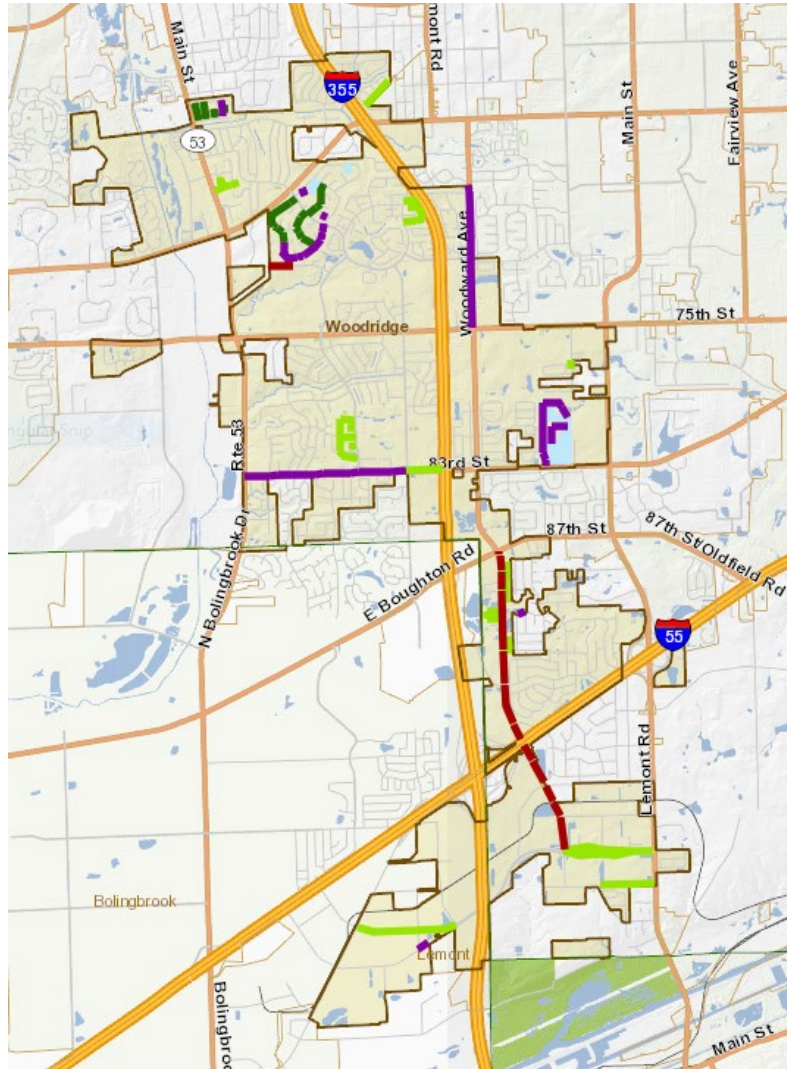 Main St
mont Rd
355
53
Main St
Fairview Ave
Woodward Ave
75th St
Woodridge
Rte 53
83rd St
87th St
87th St/Oldfield Rd
N Bolingbrook Dr
E Boughton Rd
55
Lemont Rd
Bolingbrook
Lemont
Bolingbroo
Main St